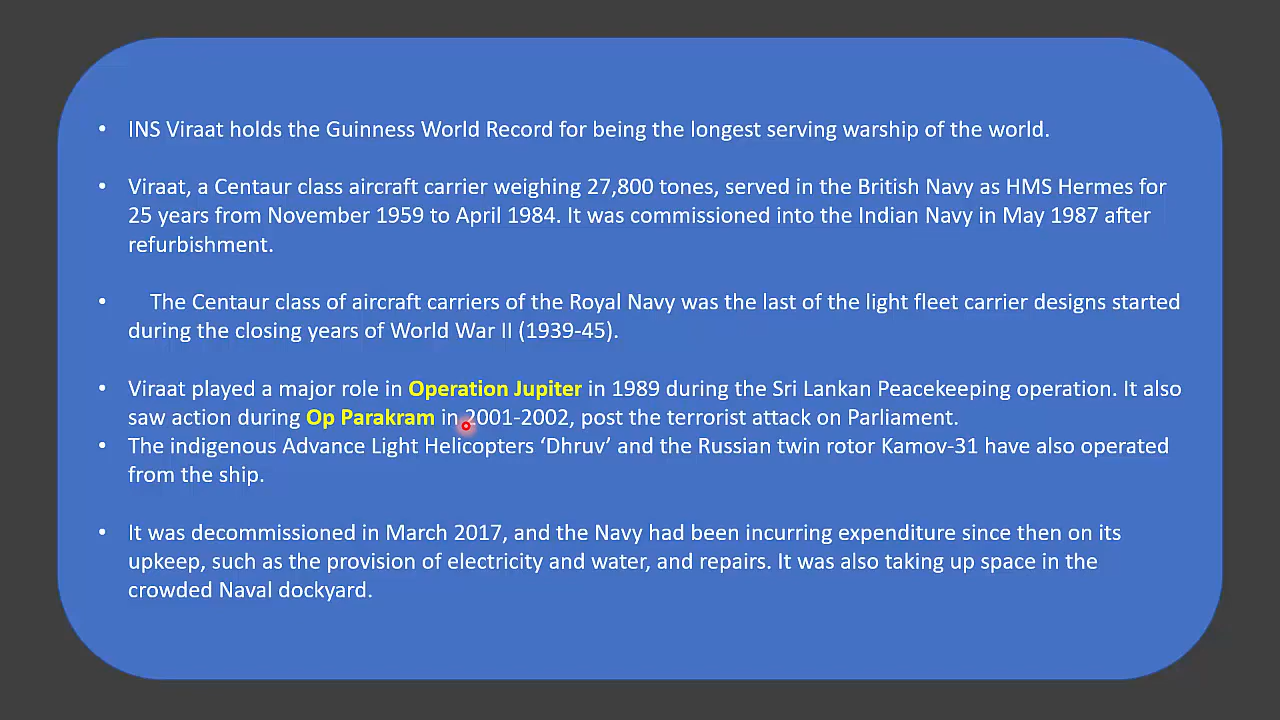 • INS Viraat holds the Guinness World Record for being the longest serving warship of the world.
• Viraat, a Centaur class aircraft carrier weighing 27,800 tones, served in the British Navy as HMS Hermes for
25 years from November 1959 to April 1984. It was commissioned into the Indian Navy in May 1987 after
refurbishment.
• The Centaur class of aircraft carriers of the Royal Navy was the last of the light fleet carrier designs started
during the closing years of World War II (1939-45).
• Viraat played a major role in Operation Jupiter in 1989 during the Sri Lankan Peacekeeping operation. It also
saw action during Op Parakram in 2001-2002, post the terrorist attack on Parliament.
• The indigenous Advance Light Helicopters ‘Dhruv’ and the Russian twin rotor Kamov-31 have also operated
from the ship.
• It was decommissioned in March 2017, and the Navy had been incurring expenditure since then on its
upkeep, such as the provision of electricity and water, and repairs. It was also taking up space in the
crowded Naval dockyard.